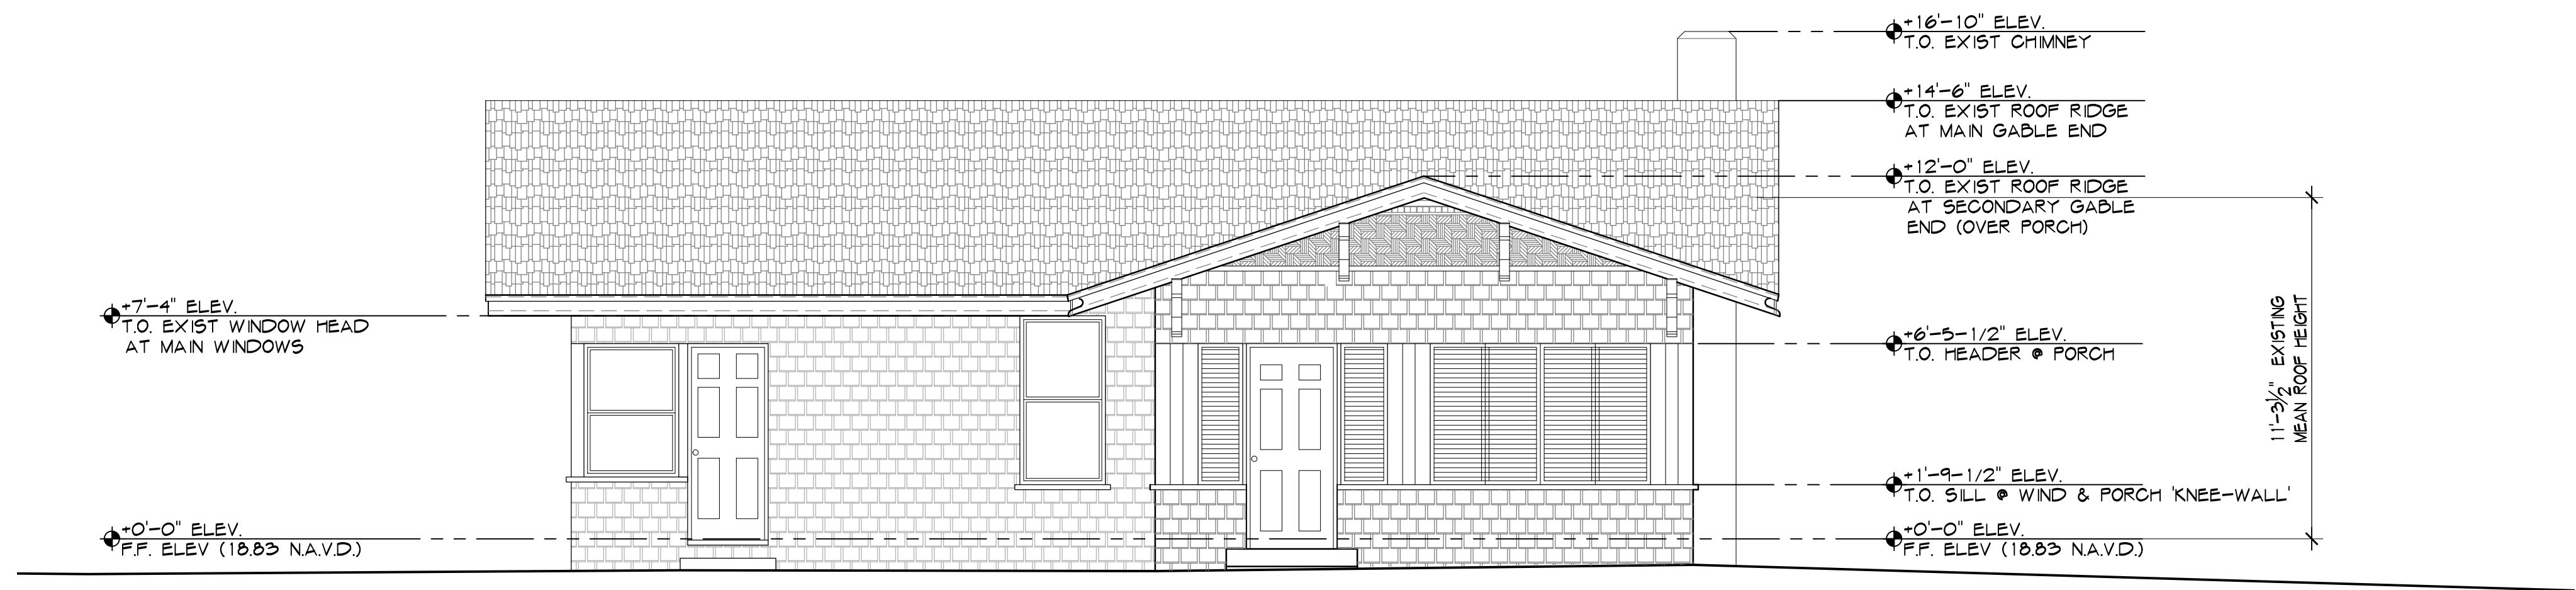 +16'-10" ELEV.
T.O. EXIST CHIMNEY
+14'-6" ELEV.
T.O. EXIST ROOF RIDGE
AT MAIN GABLE END
+12'-0" ELEV.
T.O. EXIST ROOF RIDGE
AT SECONDARY GABLE
END (OVER PORCH)
+7'-4" ELEV.
T.O. EXIST WINDOW HEAD
AT MAIN WINDOWS
+6'-5-1/2" ELEV.
T.O. HEADER @ PORCH
11'-3½" EXISTING
MEAN ROOF HEIGHT
+1'-9-1/2" ELEV.
T.O. SILL @ WIND & PORCH 'KNEE-WALL'
+0'-0" ELEV.
F.F. ELEV (18.83 N.A.V.D.)
+0'-0" ELEV.
F.F. ELEV (18.83 N.A.V.D.)